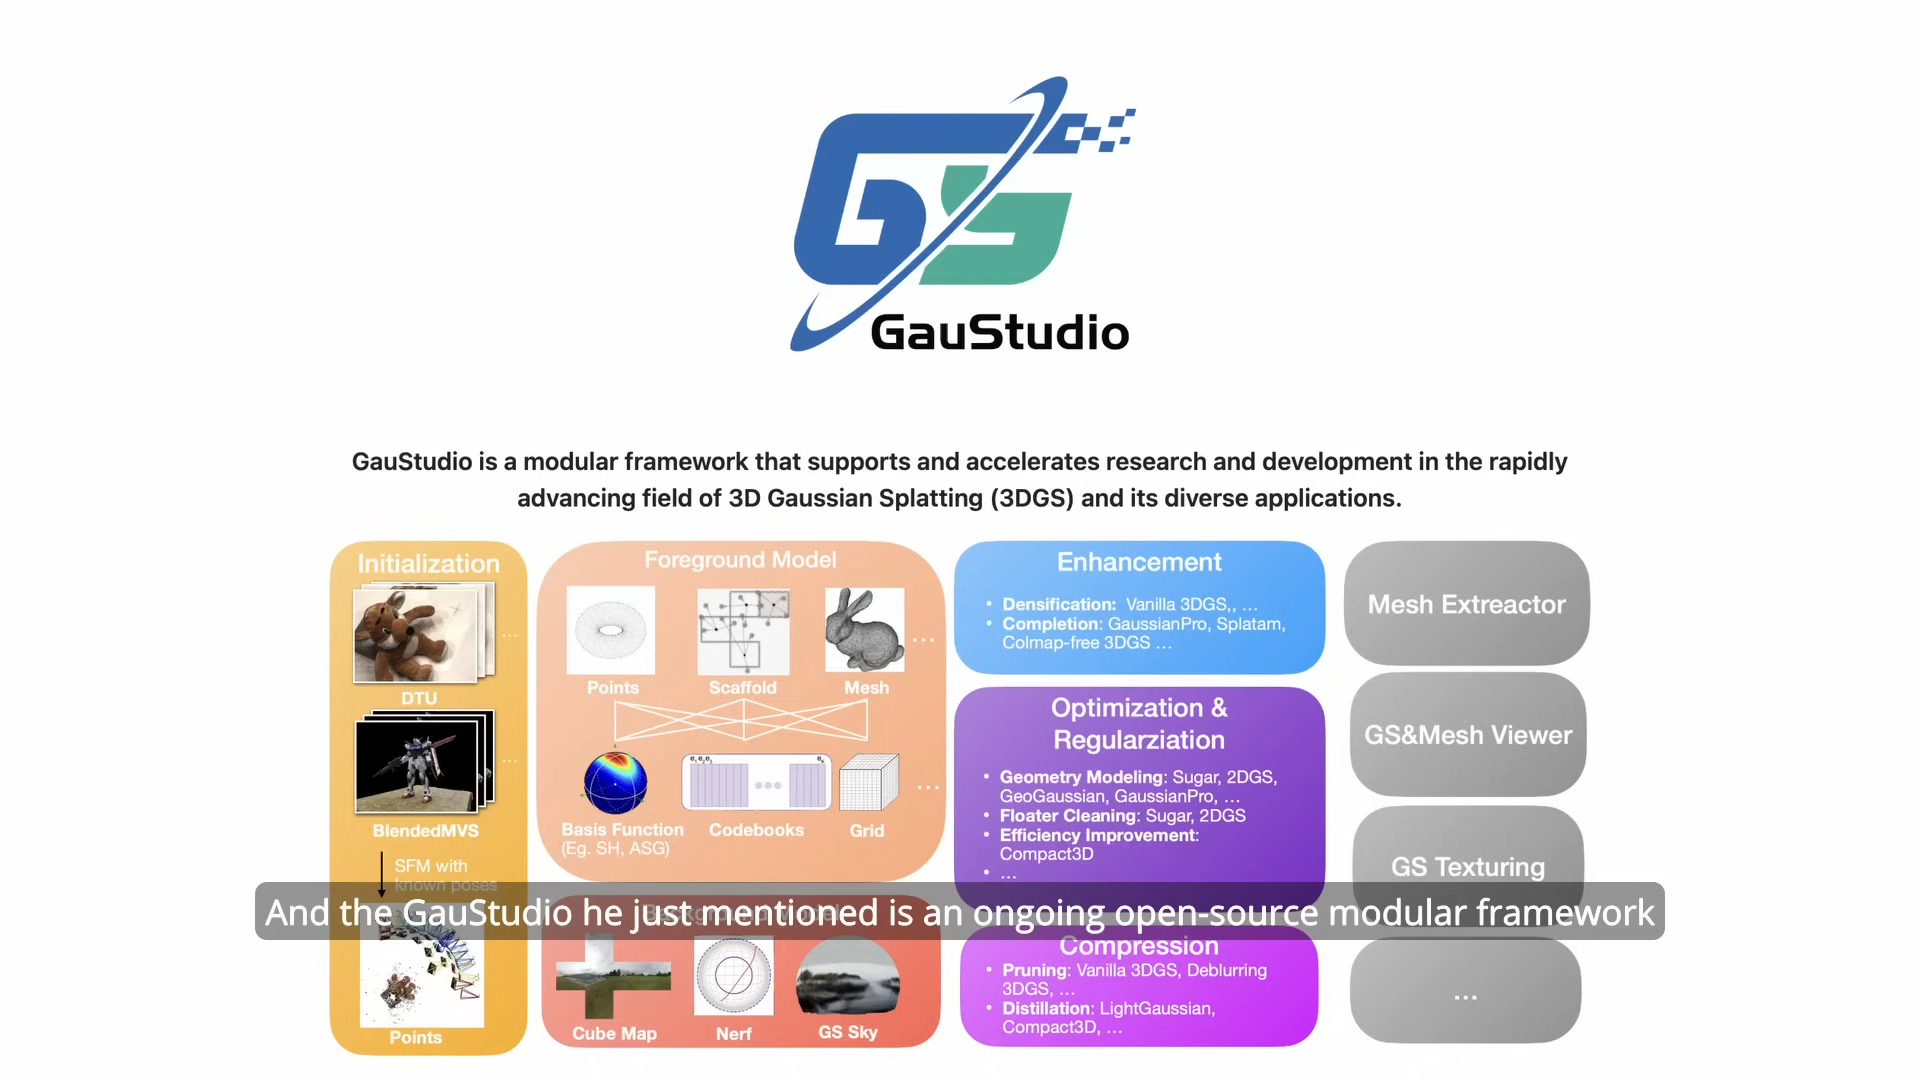 GS
GauStudio
GauStudio is a modular framework that supports and accelerates research and development in the rapidly
advancing field of 3D Gaussian Splatting (3DGS) and its diverse applications.
Initialization
DTU
BlendedMVS
SFM with
known poses
Points
Foreground Model
Points
Scaffold
Mesh
...
Basis Function
(Eg. SH, ASG)
Codebooks
Grid
...
Cube Map
Nerf
GS Sky
Enhancement
• Densification: Vanilla 3DGS,, ...
• Completion: GaussianPro, Splatam,
Colmap-free 3DGS ...
Optimization &
Regularziation
• Geometry Modeling: Sugar, 2DGS,
GeoGaussian, GaussianPro, ...
• Floater Cleaning: Sugar, 2DGS
• Efficiency Improvement:
Compact3D
• ...
Compression
• Pruning: Vanilla 3DGS, Deblurring
3DGS, ...
• Distillation: LightGaussian,
Compact3D, ...
Mesh Extreactor
GS&Mesh Viewer
GS Texturing
...
And the GauStudio he just mentioned is an ongoing open-source modular framework